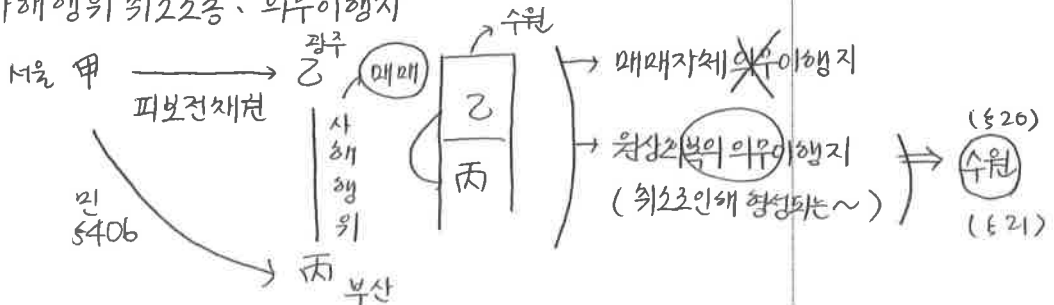 사해행위 취소소송、의무이행지
수원
광주
서울 甲 → 乙 매매
피보전채권
사해행위
乙
丙
→ 매매자체 의무이행지
→ 원상회복의 의무이행지
(취소로인해 형성되는~)
(§20)
⇒ 수원
(§21)
민
§406
丙 부산